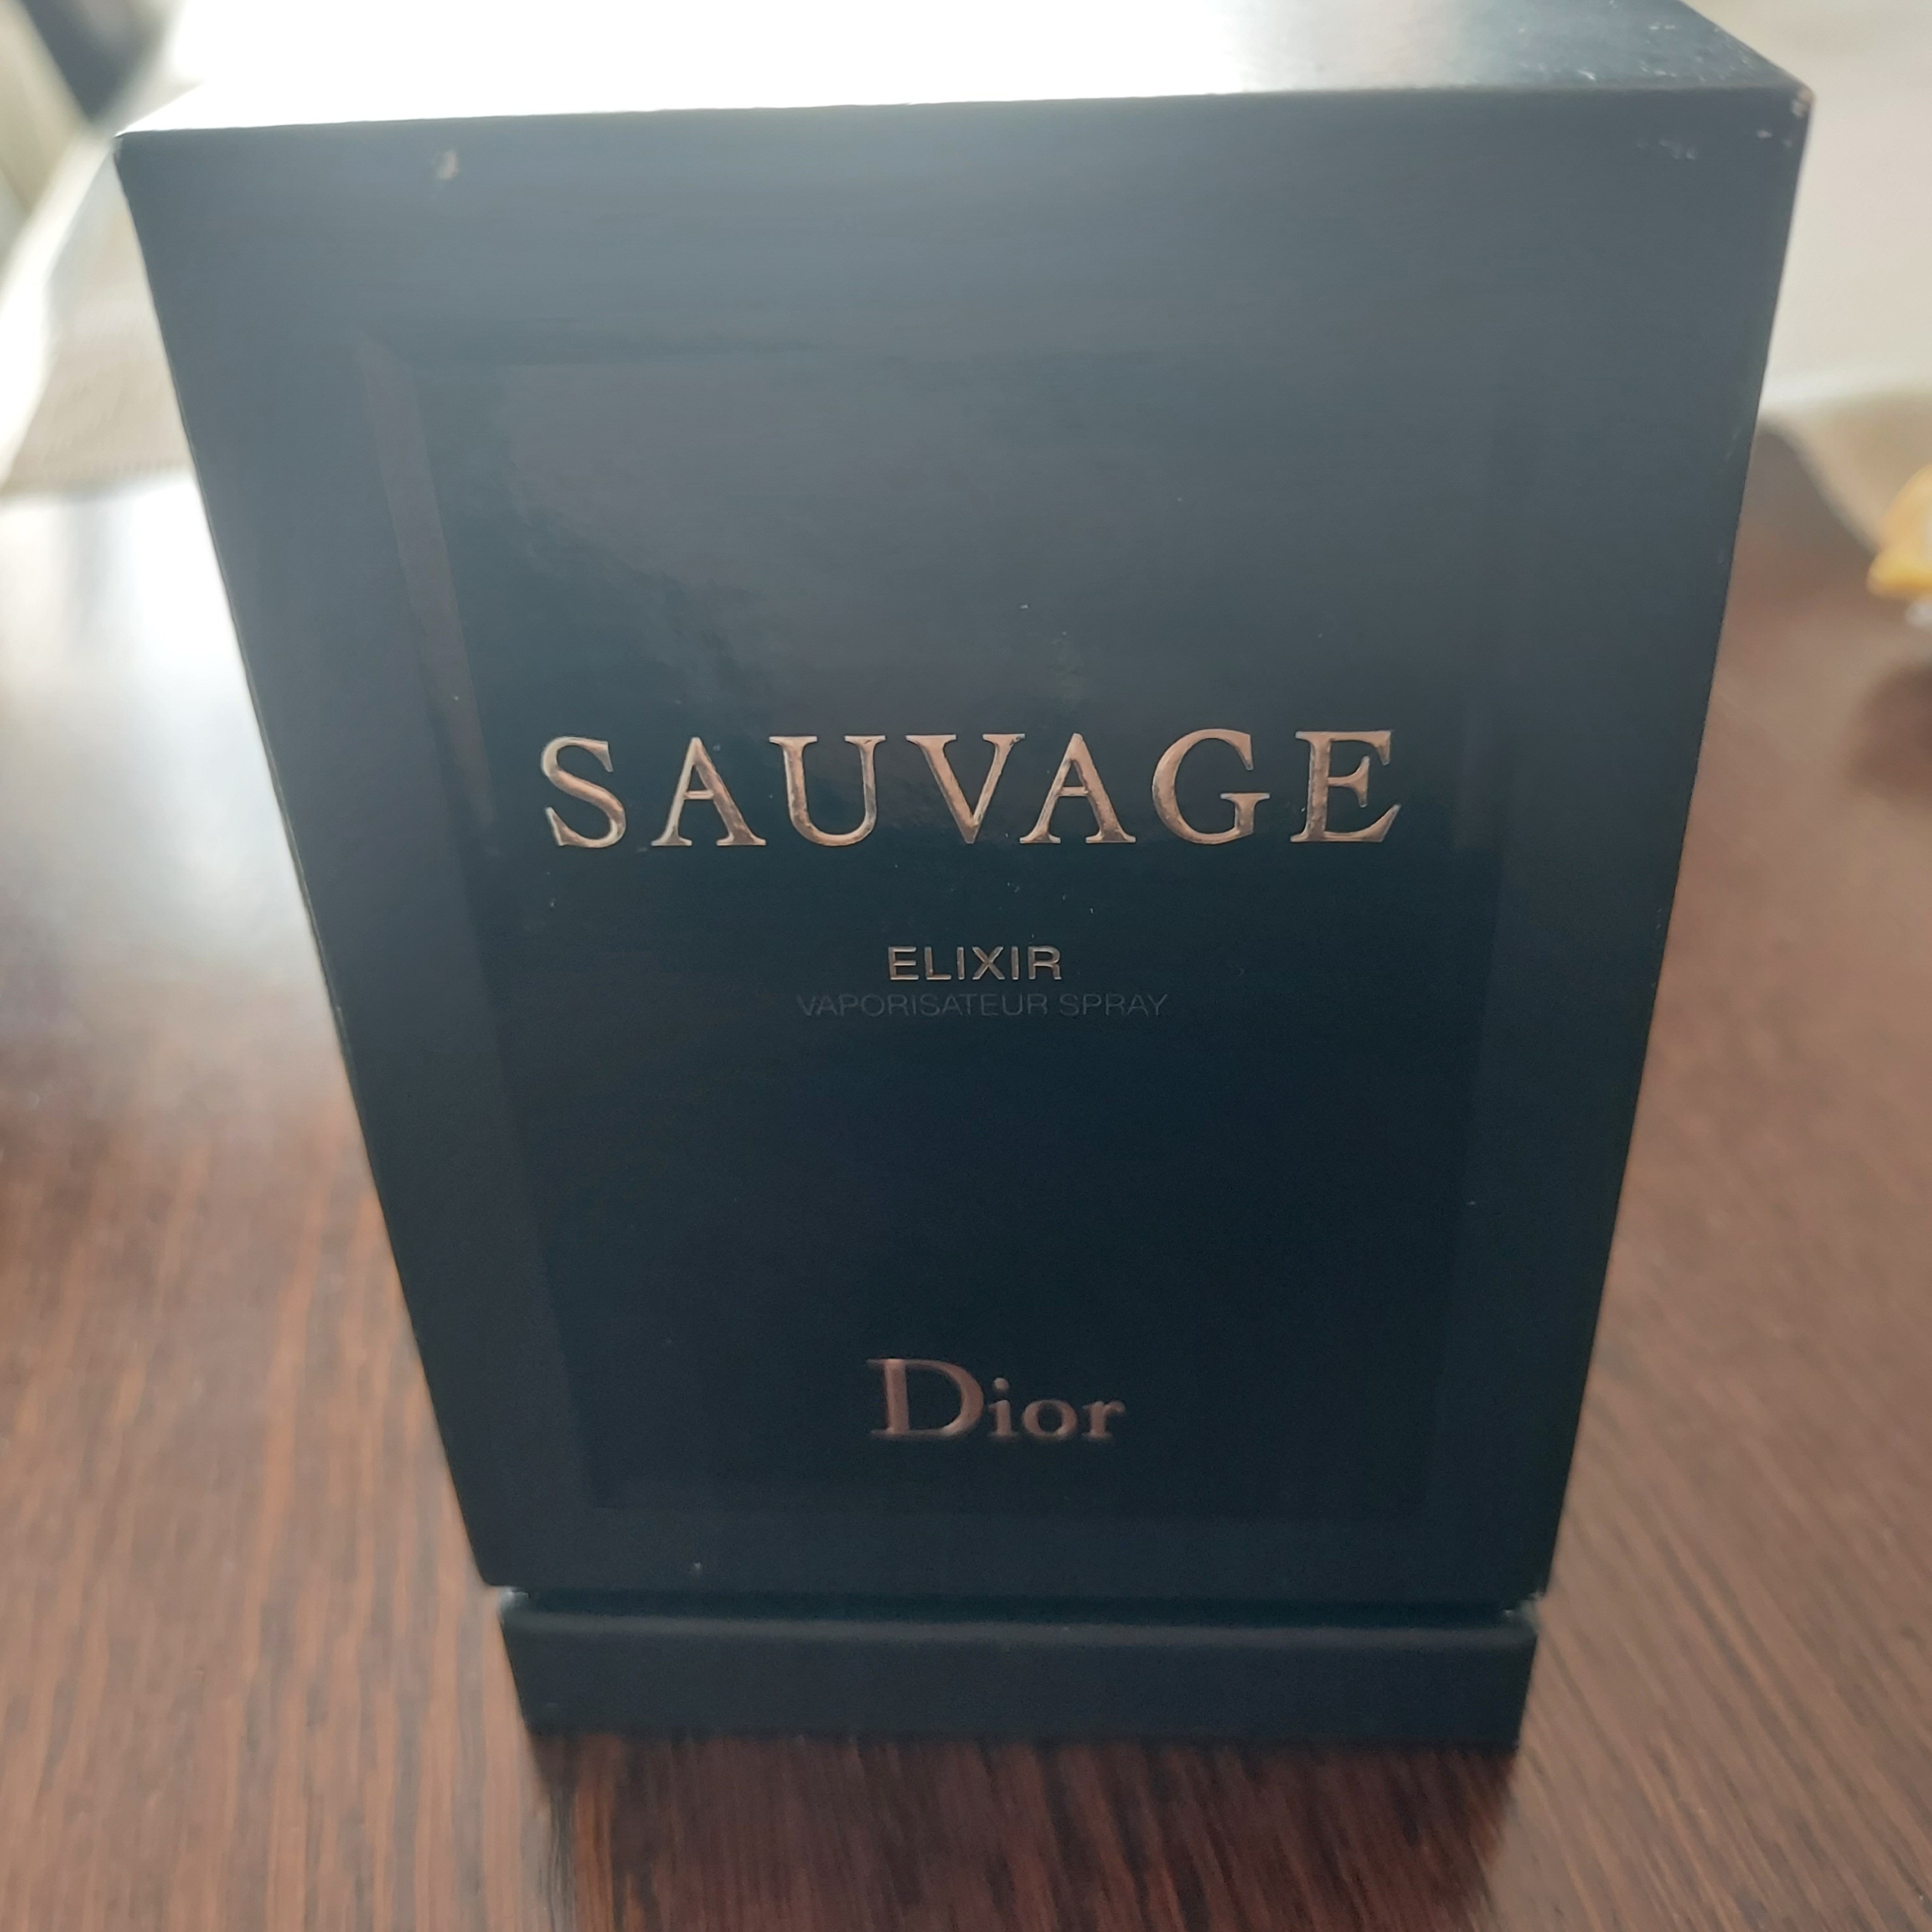 SAUVAGE
ELIXIR
VAPORISATEUR SPRAY
Dior